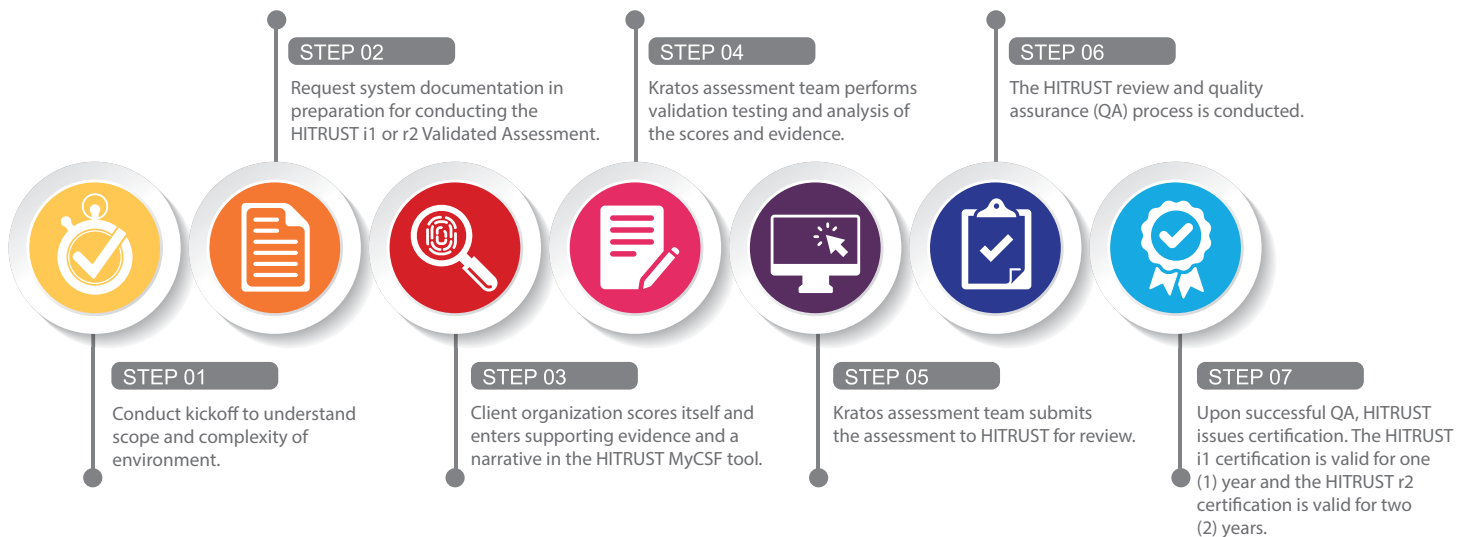 STEP 01
Conduct kickoff to understand
scope and complexity of
environment.
STEP 02
Request system documentation in
preparation for conducting the
HITRUST i1 or r2 Validated Assessment.
STEP 03
Client organization scores itself and
enters supporting evidence and a
narrative in the HITRUST MyCSF tool.
STEP 04
Kratos assessment team performs
validation testing and analysis of
the scores and evidence.
STEP 05
Kratos assessment team submits
the assessment to HITRUST for review.
STEP 06
The HITRUST review and quality
assurance (QA) process is conducted.
STEP 07
Upon successful QA, HITRUST
issues certification. The HITRUST
i1 certification is valid for one
(1) year and the HITRUST r2
certification is valid for two
(2) years.